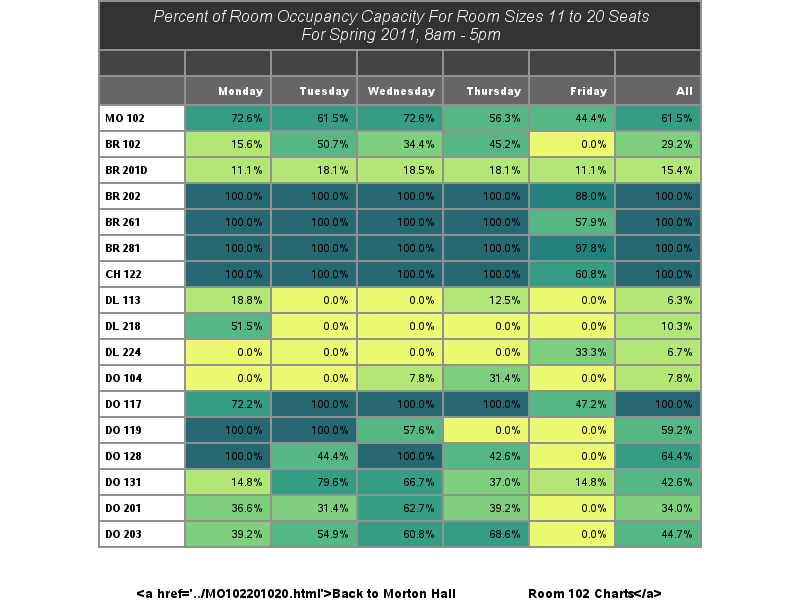 Percent of Room Occupancy Capacity For Room Sizes 11 to 20 Seats
For Spring 2011, 8am - 5pm
Monday Tuesday Wednesday Thursday Friday All
MO 102 72.6% 61.5% 72.6% 56.3% 44.4% 61.5%
BR 102 15.6% 50.7% 34.4% 45.2% 0.0% 29.2%
BR 201D 11.1% 18.1% 18.5% 18.1% 11.1% 15.4%
BR 202 100.0% 100.0% 100.0% 100.0% 88.0% 100.0%
BR 261 100.0% 100.0% 100.0% 100.0% 57.9% 100.0%
BR 281 100.0% 100.0% 100.0% 100.0% 97.8% 100.0%
CH 122 100.0% 100.0% 100.0% 100.0% 60.8% 100.0%
DL 113 18.8% 0.0% 0.0% 12.5% 0.0% 6.3%
DL 218 51.5% 0.0% 0.0% 0.0% 0.0% 10.3%
DL 224 0.0% 0.0% 0.0% 0.0% 33.3% 6.7%
DO 104 0.0% 0.0% 7.8% 31.4% 0.0% 7.8%
DO 117 72.2% 100.0% 100.0% 100.0% 47.2% 100.0%
DO 119 100.0% 100.0% 57.6% 0.0% 0.0% 59.2%
DO 128 100.0% 44.4% 100.0% 42.6% 0.0% 64.4%
DO 131 14.8% 79.6% 66.7% 37.0% 14.8% 42.6%
DO 201 36.6% 31.4% 62.7% 39.2% 0.0% 34.0%
DO 203 39.2% 54.9% 60.8% 68.6% 0.0% 44.7%
<a href='../MO102201020.html'>Back to Morton Hall Room 102 Charts</a>